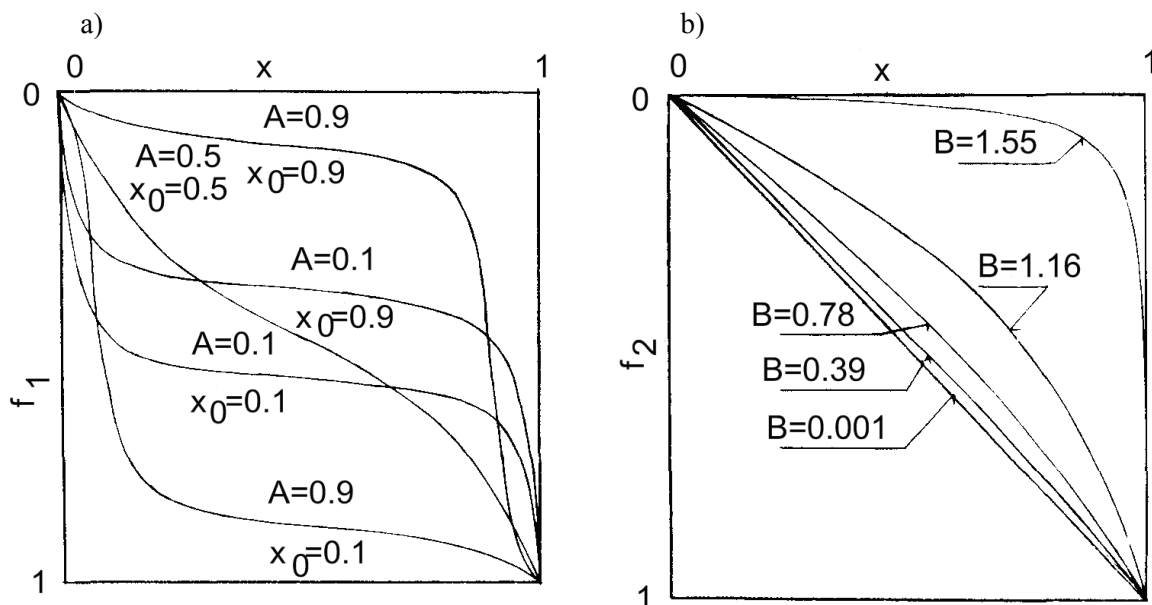 a)
0 x 1
0
A=0.9
A=0.5
x0=0.5 x0=0.9
A=0.1
x0=0.9
A=0.1
x0=0.1
f1
A=0.9
x0=0.1
1
b)
0 x 1
0
B=1.55
B=1.16
B=0.78
f2
B=0.39
B=0.001
1